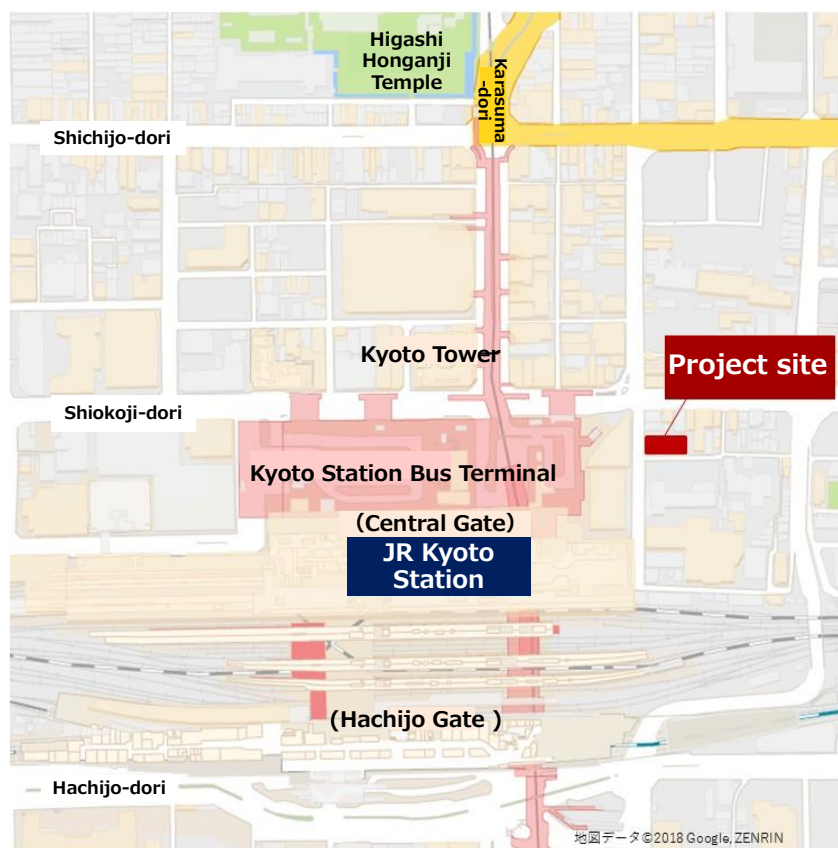 Higashi
Honganji
Temple
Karasuma
-dori
Shichijo-dori
Kyoto Tower
Project site
Shiokoji-dori
Kyoto Station Bus Terminal
（Central Gate）
JR Kyoto
Station
(Hachijo Gate )
Hachijo-dori
地図データ©2018 Google, ZENRIN